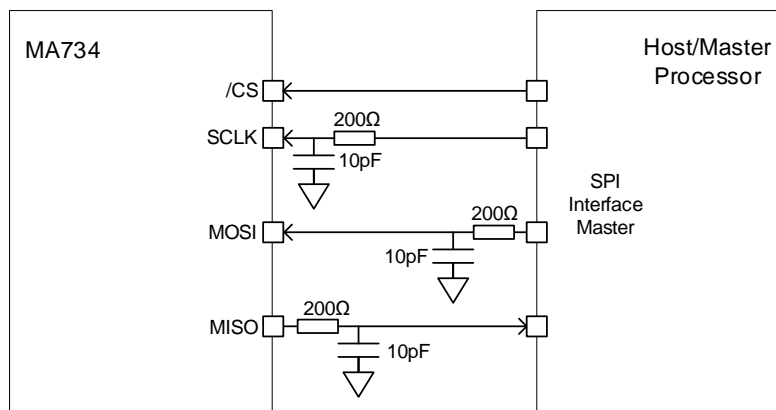 MA734
Host/Master
Processor
/CS
200Ω
SCLK
10pF
SPI
Interface
Master
200Ω
MOSI
10pF
200Ω
MISO
10pF